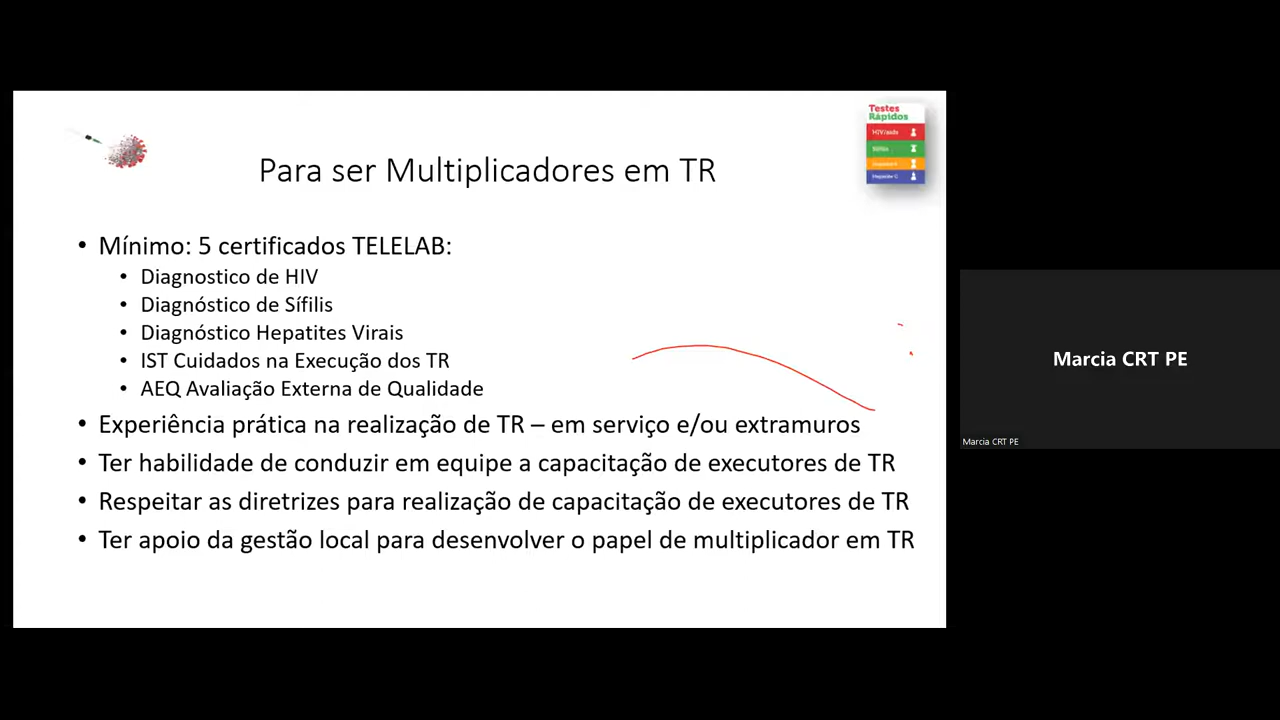 Testes
Rápidos
HIV/aids
Sífilis
Hepatite C
Para ser Multiplicadores em TR
• Mínimo: 5 certificados TELELAB:
• Diagnostico de HIV
• Diagnóstico de Sífilis
• Diagnóstico Hepatites Virais
• IST Cuidados na Execução dos TR
• AEQ Avaliação Externa de Qualidade
• Experiência prática na realização de TR – em serviço e/ou extramuros
• Ter habilidade de conduzir em equipe a capacitação de executores de TR
• Respeitar as diretrizes para realização de capacitação de executores de TR
• Ter apoio da gestão local para desenvolver o papel de multiplicador em TR
Marcia CRT PE
Marcia CRT PE